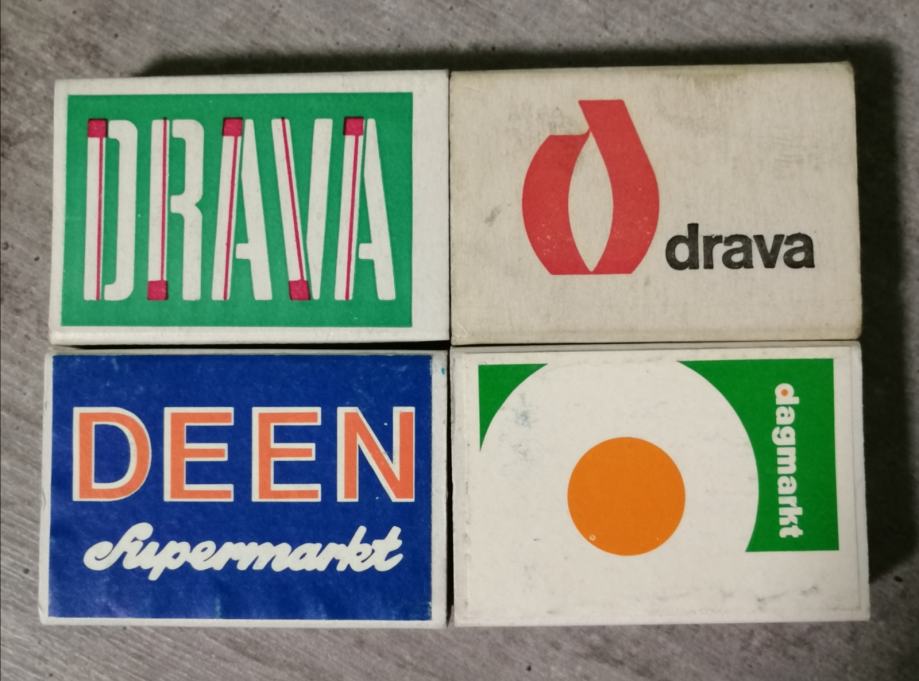 DRAVA
drava
DEEN
Supermarkt
dagmarkt